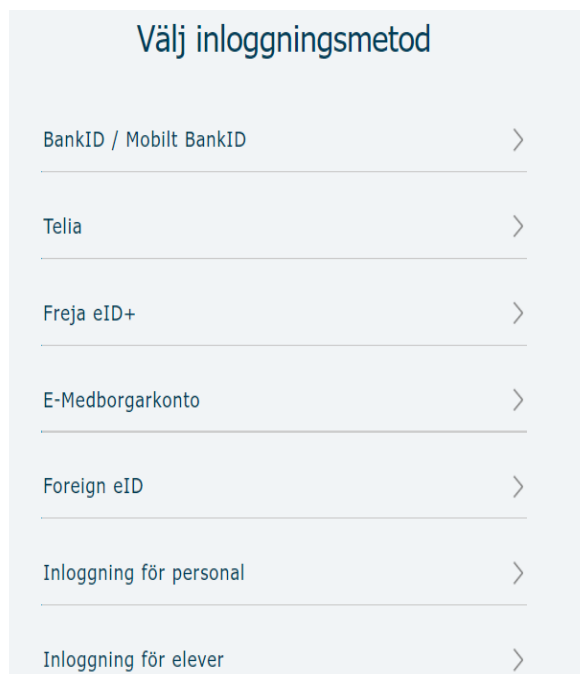 Välj inloggningsmetod
BankID / Mobilt BankID
Telia
Freja eID+
E-Medborgarkonto
Foreign eID
Inloggning för personal
Inloggning för elever